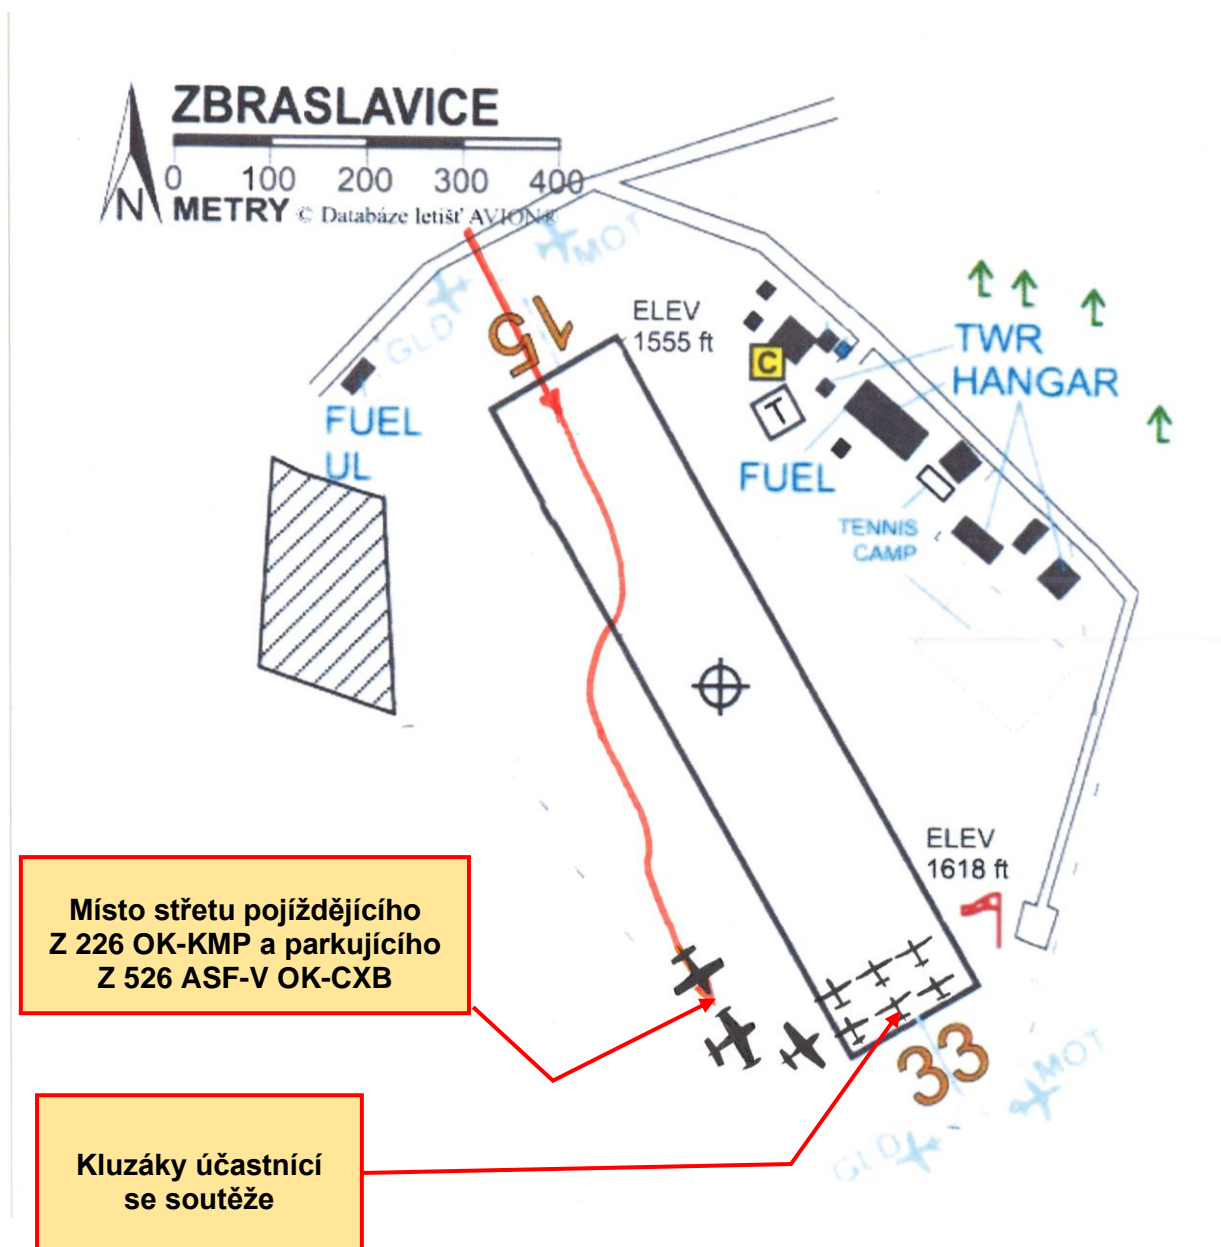 ZBRASLAVICE
0 100 200 300 400
N METRY © Databáze letišť AVION®
MOT
GLD
15
ELEV
1555 ft
C
T
TWR
HANGAR
FUEL
UL
FUEL
TENNIS
CAMP
ELEV
1618 ft
Místo střetu pojíždějícího
Z 226 OK-KMP a parkujícího
Z 526 ASF-V OK-CXB
33
MOT
GLD
Kluzáky účastnící
se soutěže